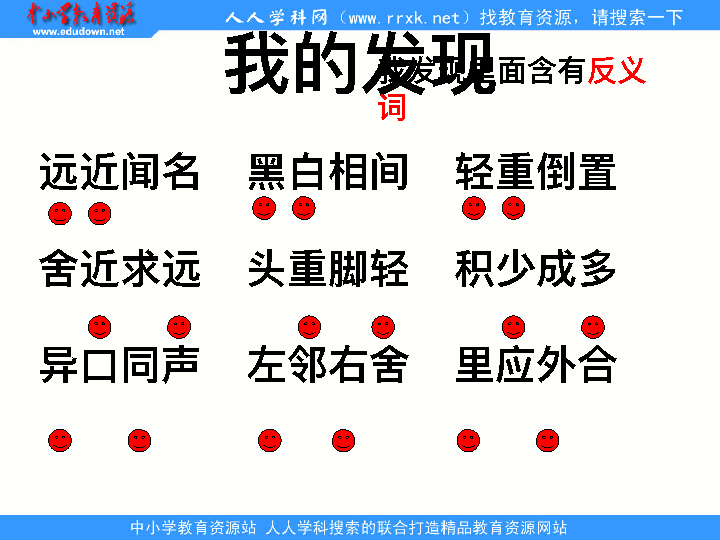 中小学教育资源
www.edudown.net
人人学科网（www.rrxk.net）找教育资源，请搜索一下
我的发现
我发现里面含有反义
词
远近闻名 黑白相间 轻重倒置
舍近求远 头重脚轻 积少成多
异口同声 左邻右舍 里应外合
中小学教育资源站 人人学科搜索的联合打造精品教育资源网站